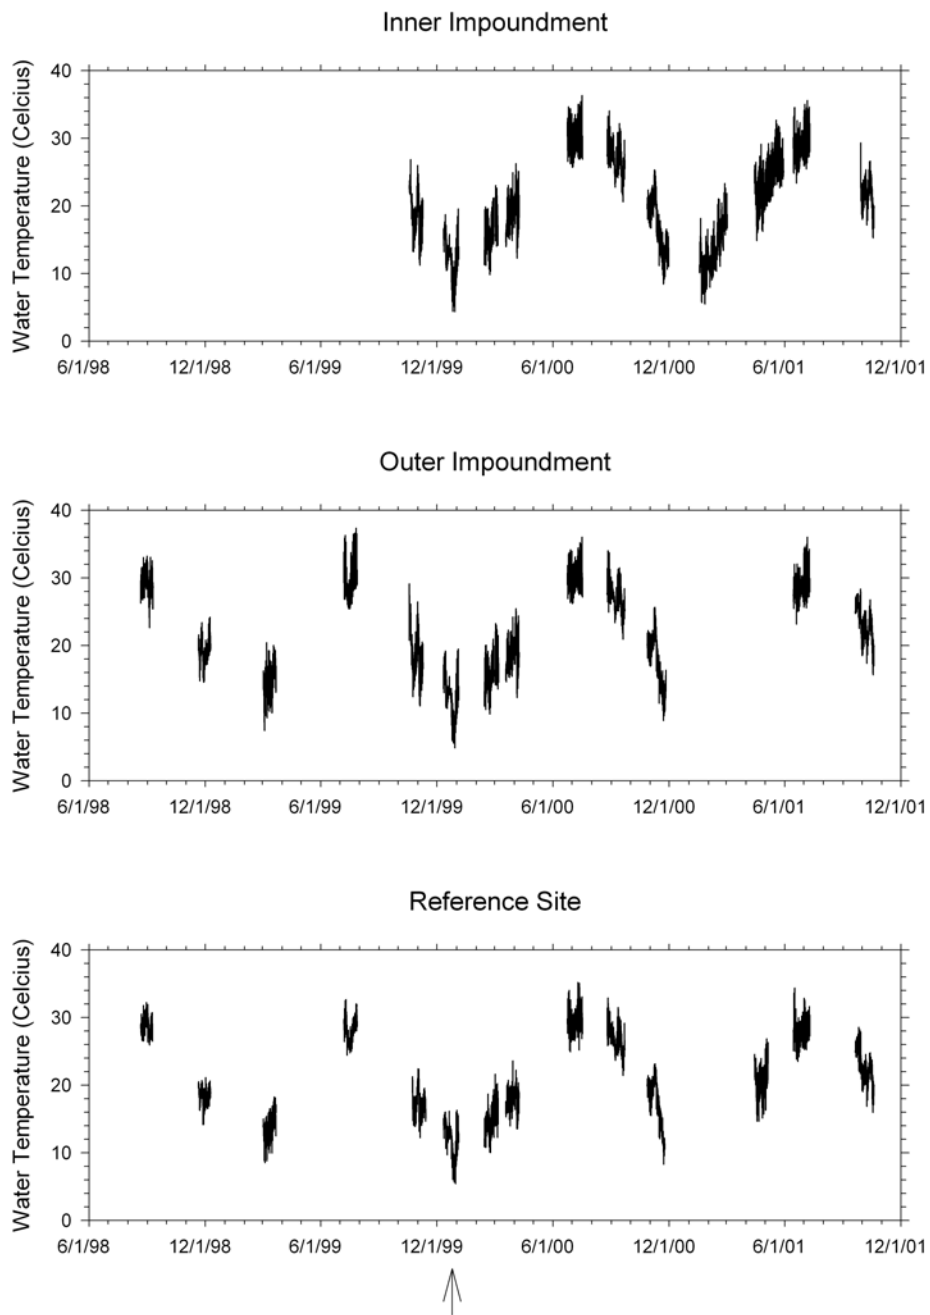 Inner Impoundment
Water Temperature (Celcius)
40
30
20
10
0
6/1/98 12/1/98 6/1/99 12/1/99 6/1/00 12/1/00 6/1/01 12/1/01
Outer Impoundment
Water Temperature (Celcius)
40
30
20
10
0
6/1/98 12/1/98 6/1/99 12/1/99 6/1/00 12/1/00 6/1/01 12/1/01
Reference Site
Water Temperature (Celcius)
40
30
20
10
0
6/1/98 12/1/98 6/1/99 12/1/99 6/1/00 12/1/00 6/1/01 12/1/01